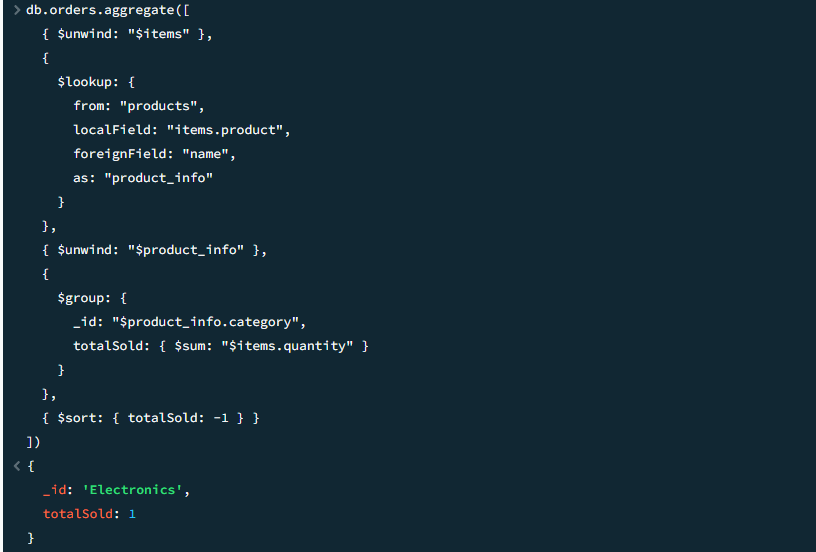 > db.orders.aggregate([
  { $unwind: "$items" },
  {
    $lookup: {
      from: "products",
      localField: "items.product",
      foreignField: "name",
      as: "product_info"
    }
  },
  { $unwind: "$product_info" },
  {
    $group: {
      _id: "$product_info.category",
      totalSold: { $sum: "$items.quantity" }
    }
  },
  { $sort: { totalSold: -1 } }
])
< {
  _id: 'Electronics',
  totalSold: 1
}